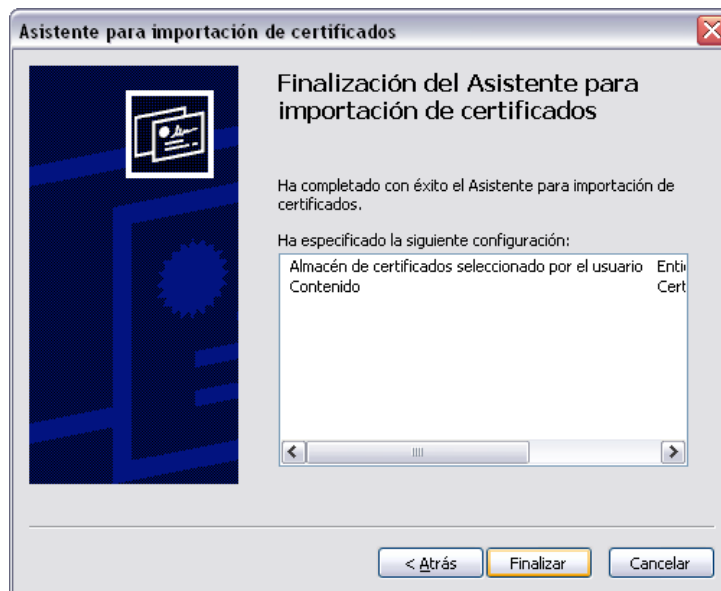 Asistente para importación de certificados
Finalización del Asistente para
importación de certificados
Ha completado con éxito el Asistente para importación de
certificados.
Ha especificado la siguiente configuración:
Almacén de certificados seleccionado por el usuario Enti
Contenido Cert
< Atrás Finalizar Cancelar